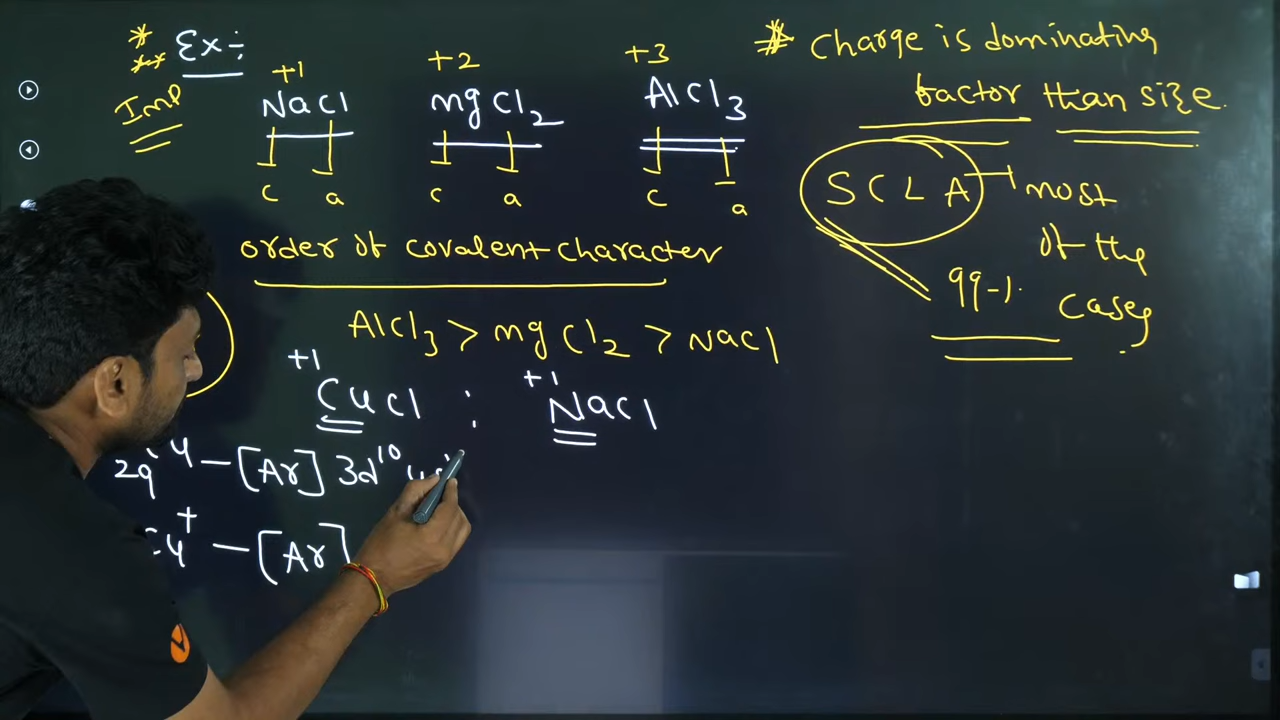 Ex:-
Imp
+1 +2 +3
NaCl mgCl2 AlCl3
c a c a c a
order of covalent character
AlCl3 > mgCl2 > NaCl
+1 +1
CuCl : NaCl
29Cu - [Ar] 3d10
Cu+ - [Ar]
* Charge is dominating
factor than size.
SCLA most
of the
99-1. cases